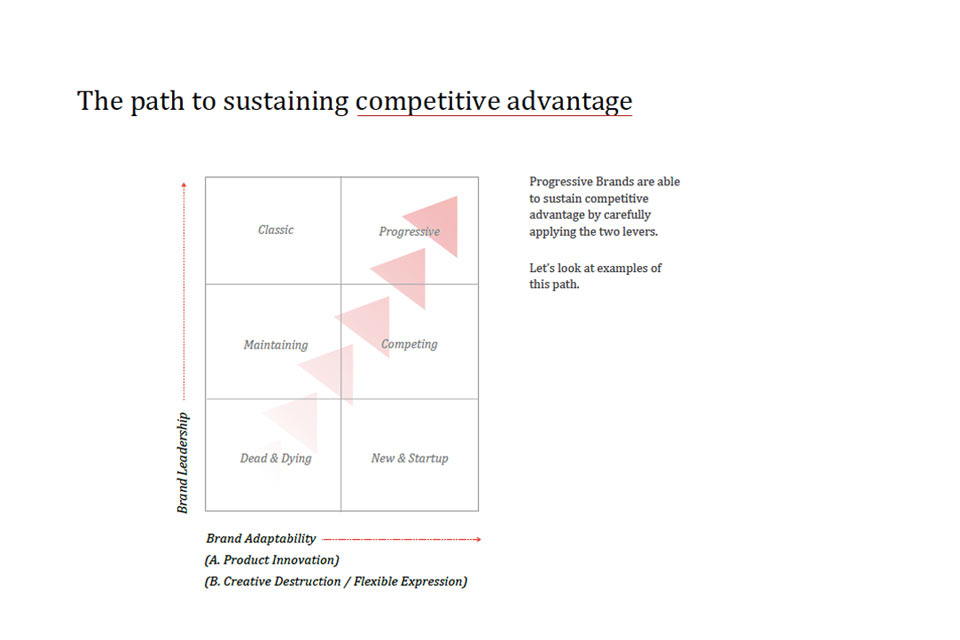 The path to sustaining competitive advantage
Classic
Progressive
Maintaining
Competing
Dead & Dying
New & Startup
Brand Leadership
Brand Adaptability
(A. Product Innovation)
(B. Creative Destruction / Flexible Expression)
Progressive Brands are able
to sustain competitive
advantage by carefully
applying the two levers.
Let's look at examples of
this path.